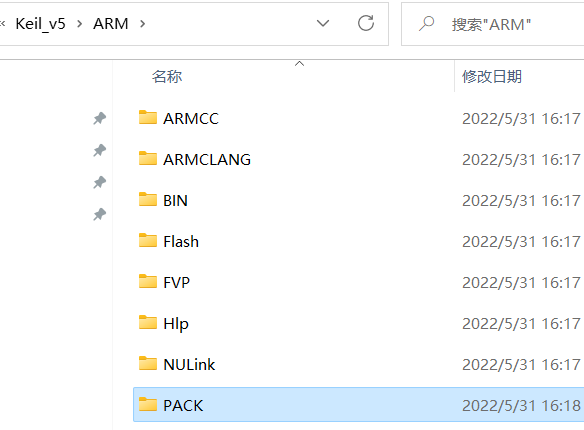 « Keil_v5 > ARM >
搜索"ARM"
名称 修改日期
ARMCC 2022/5/31 16:17
ARMCLANG 2022/5/31 16:17
BIN 2022/5/31 16:17
Flash 2022/5/31 16:17
FVP 2022/5/31 16:17
Hlp 2022/5/31 16:17
NULink 2022/5/31 16:17
PACK 2022/5/31 16:18